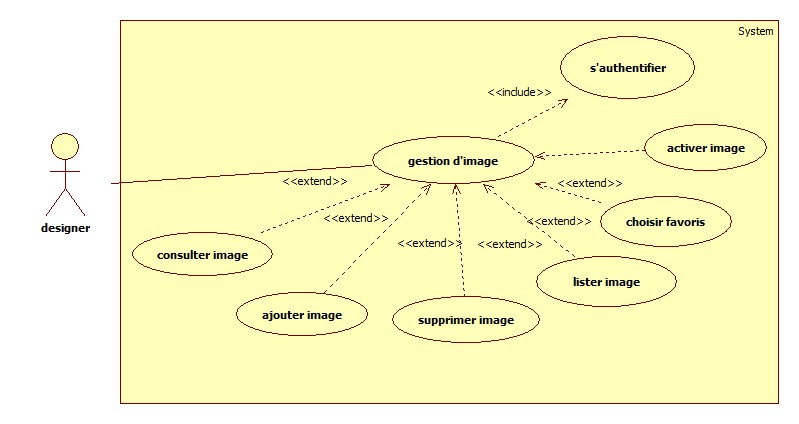 System
s'authentifier
<<include>>
activer image
gestion d'image
<<extend>>
<<extend>>
choisir favoris
<<extend>>
<<extend>>
designer
<<extend>>
<<extend>>
consulter image
lister image
ajouter image
supprimer image